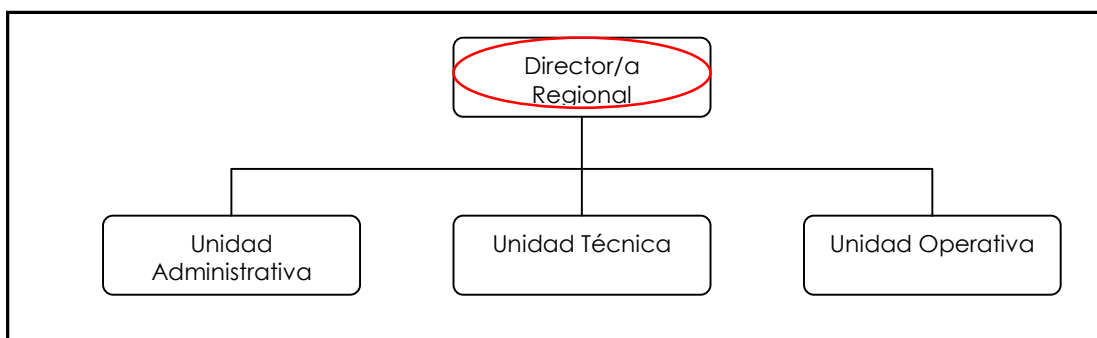 Director/a
Regional
Unidad
Administrativa
Unidad Técnica
Unidad Operativa